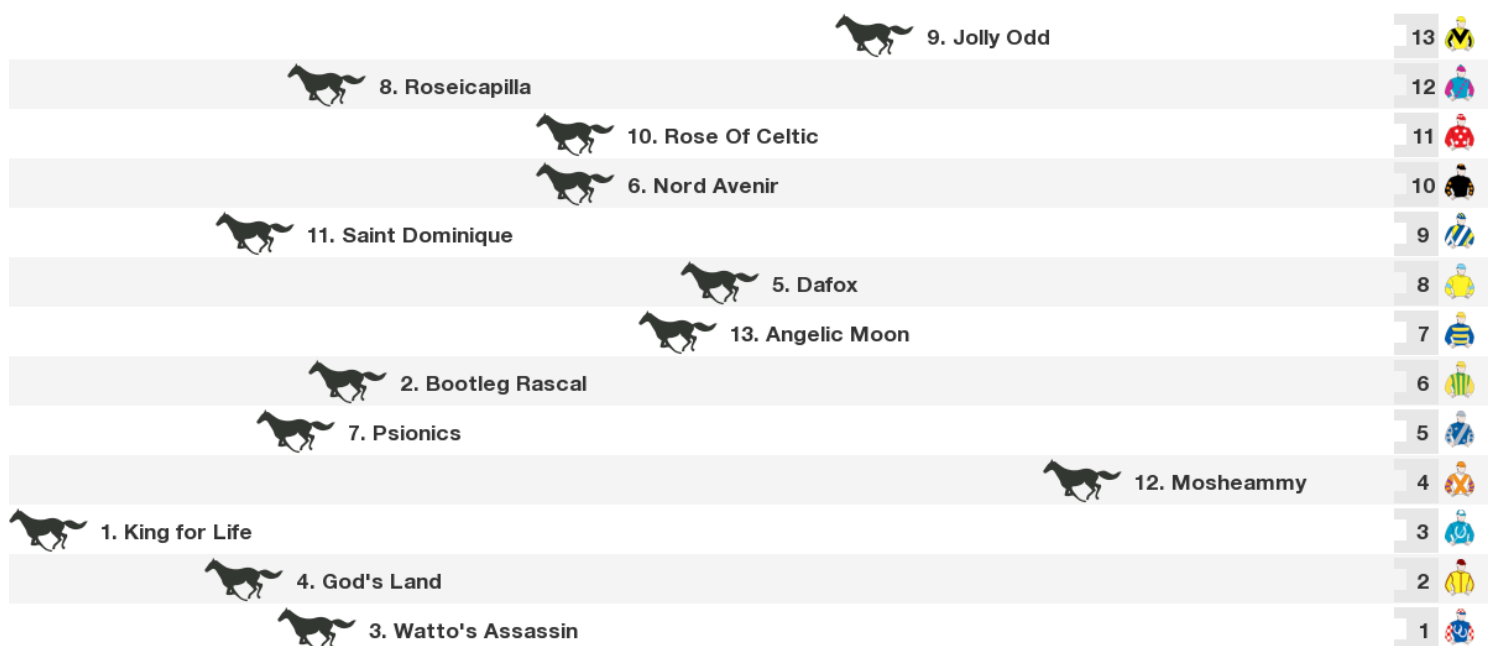 9. Jolly Odd 13
8. Roseicapilla 12
10. Rose Of Celtic 11
6. Nord Avenir 10
11. Saint Dominique 9
5. Dafox 8
13. Angelic Moon 7
2. Bootleg Rascal 6
7. Psionics 5
12. Mosheammy 4
1. King for Life 3
4. God's Land 2
3. Watto's Assassin 1